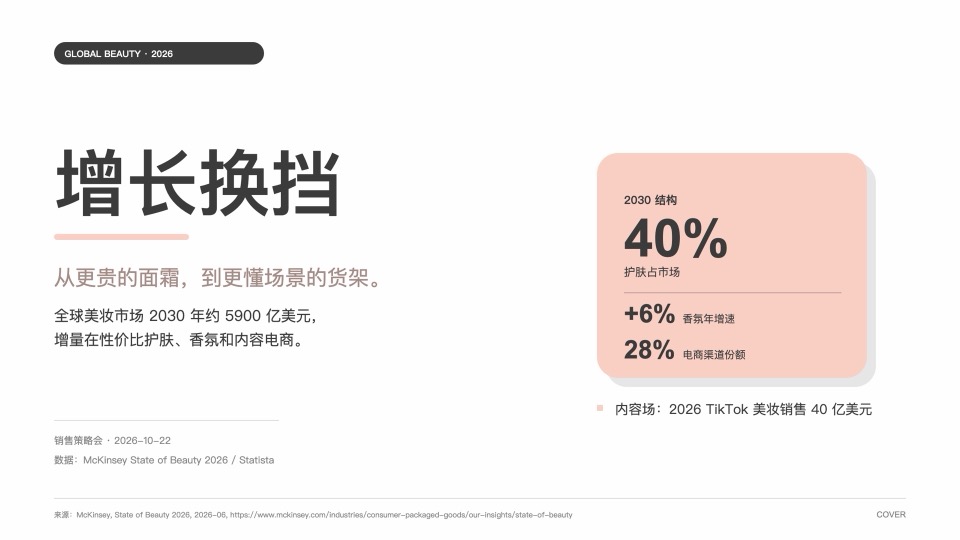 GLOBAL BEAUTY · 2026
增长换挡
从更贵的面霜，到更懂场景的货架。
全球美妆市场 2030 年约 5900 亿美元，
增量在性价比护肤、香氛和内容电商。
2030 结构
40%
护肤占市场
+6% 香氛年增速
28% 电商渠道份额
内容场：2026 TikTok 美妆销售 40 亿美元
销售策略会 · 2026-10-22
数据：McKinsey State of Beauty 2026 / Statista
来源：McKinsey, State of Beauty 2026, 2026-06, https://www.mckinsey.com/industries/consumer-packaged-goods/our-insights/state-of-beauty
COVER